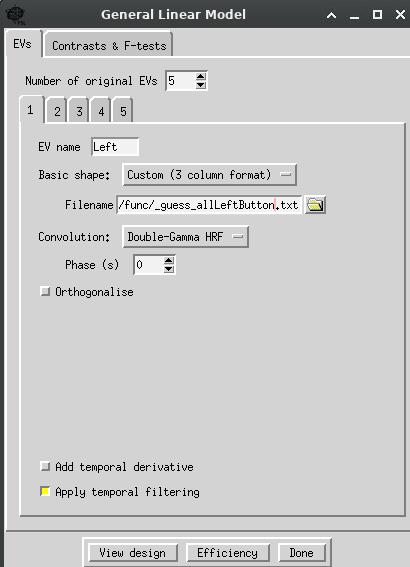 General Linear Model
EVs Contrasts & F-tests
Number of original EVs 5
1 2 3 4 5
EV name Left
Basic shape: Custom (3 column format)
Filename /func/_guess_allLeftButton.txt
Convolution: Double-Gamma HRF
Phase (s) 0
Orthogonalise
Add temporal derivative
Apply temporal filtering
View design Efficiency Done